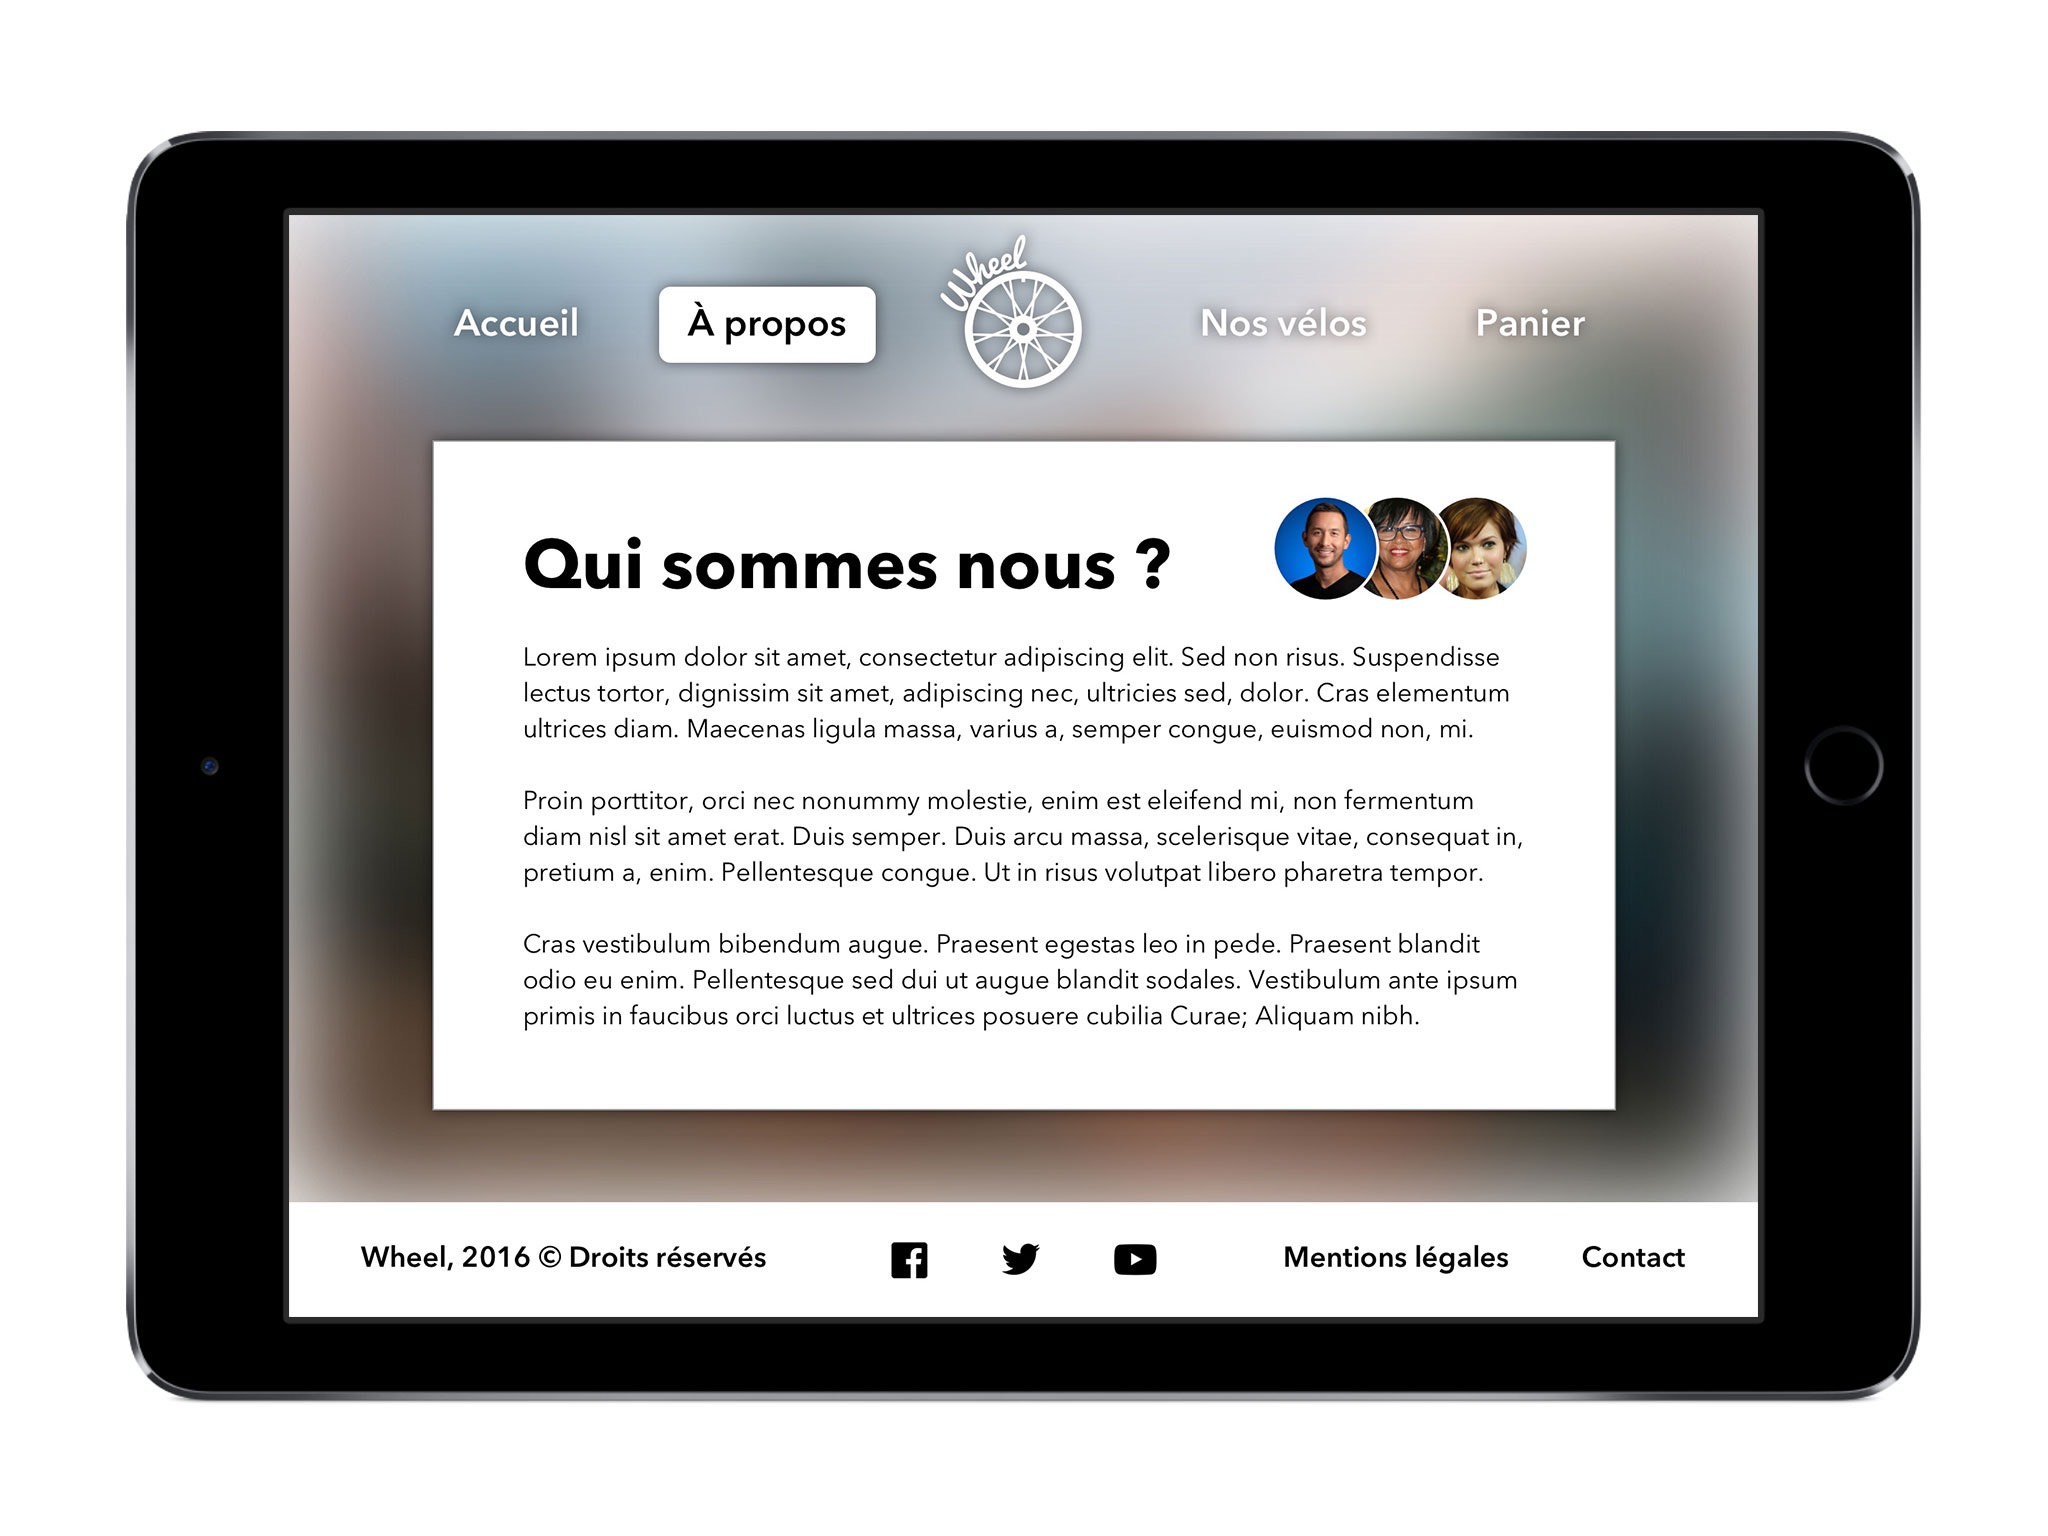 Wheel
Accueil
À propos
Nos vélos
Panier
Qui sommes nous ?
Lorem ipsum dolor sit amet, consectetur adipiscing elit. Sed non risus. Suspendisse
lectus tortor, dignissim sit amet, adipiscing nec, ultricies sed, dolor. Cras elementum
ultrices diam. Maecenas ligula massa, varius a, semper congue, euismod non, mi.
Proin porttitor, orci nec nonummy molestie, enim est eleifend mi, non fermentum
diam nisl sit amet erat. Duis semper. Duis arcu massa, scelerisque vitae, consequat in,
pretium a, enim. Pellentesque congue. Ut in risus volutpat libero pharetra tempor.
Cras vestibulum bibendum augue. Praesent egestas leo in pede. Praesent blandit
odio eu enim. Pellentesque sed dui ut augue blandit sodales. Vestibulum ante ipsum
primis in faucibus orci luctus et ultrices posuere cubilia Curae; Aliquam nibh.
Wheel, 2016 © Droits réservés
Mentions légales
Contact